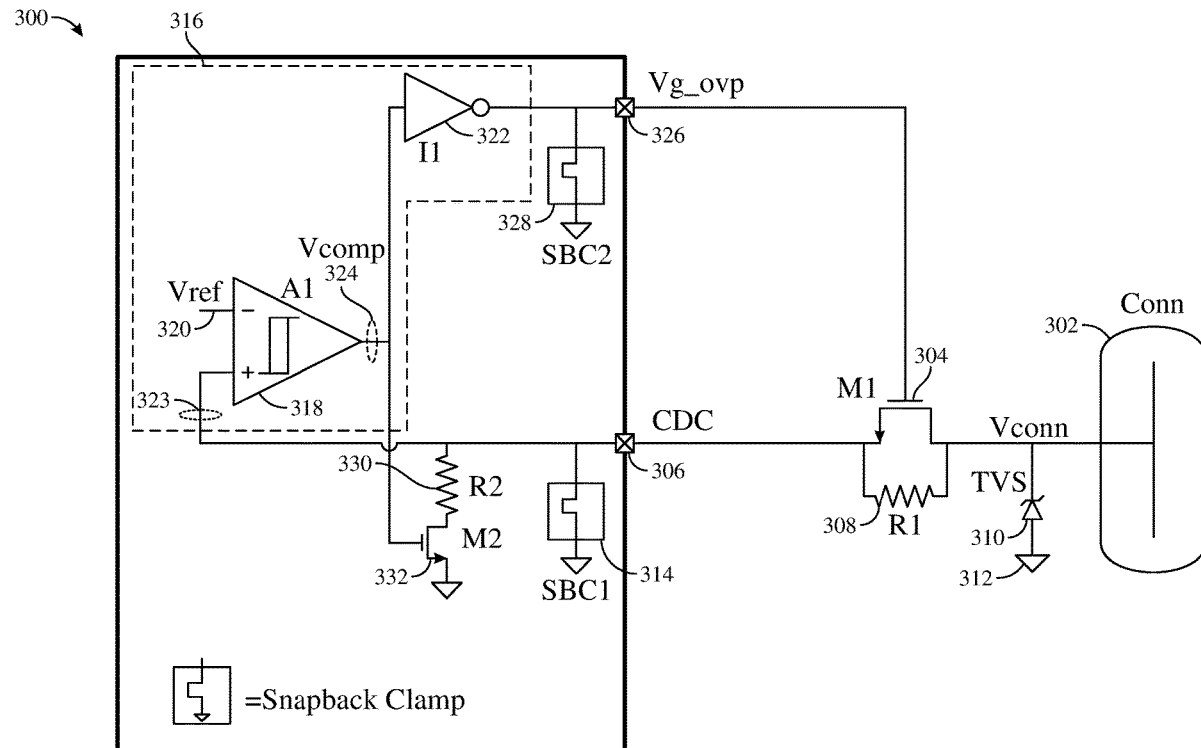 300
316
Vg_ovp
322
326
I1
328
SBC2
Vcomp
324
Vref
A1
320
Conn
302
304
M1
323
318
CDC
Vconn
330
306
R2
TVS
308
R1
310
M2
332
314
312
SBC1
=Snapback Clamp